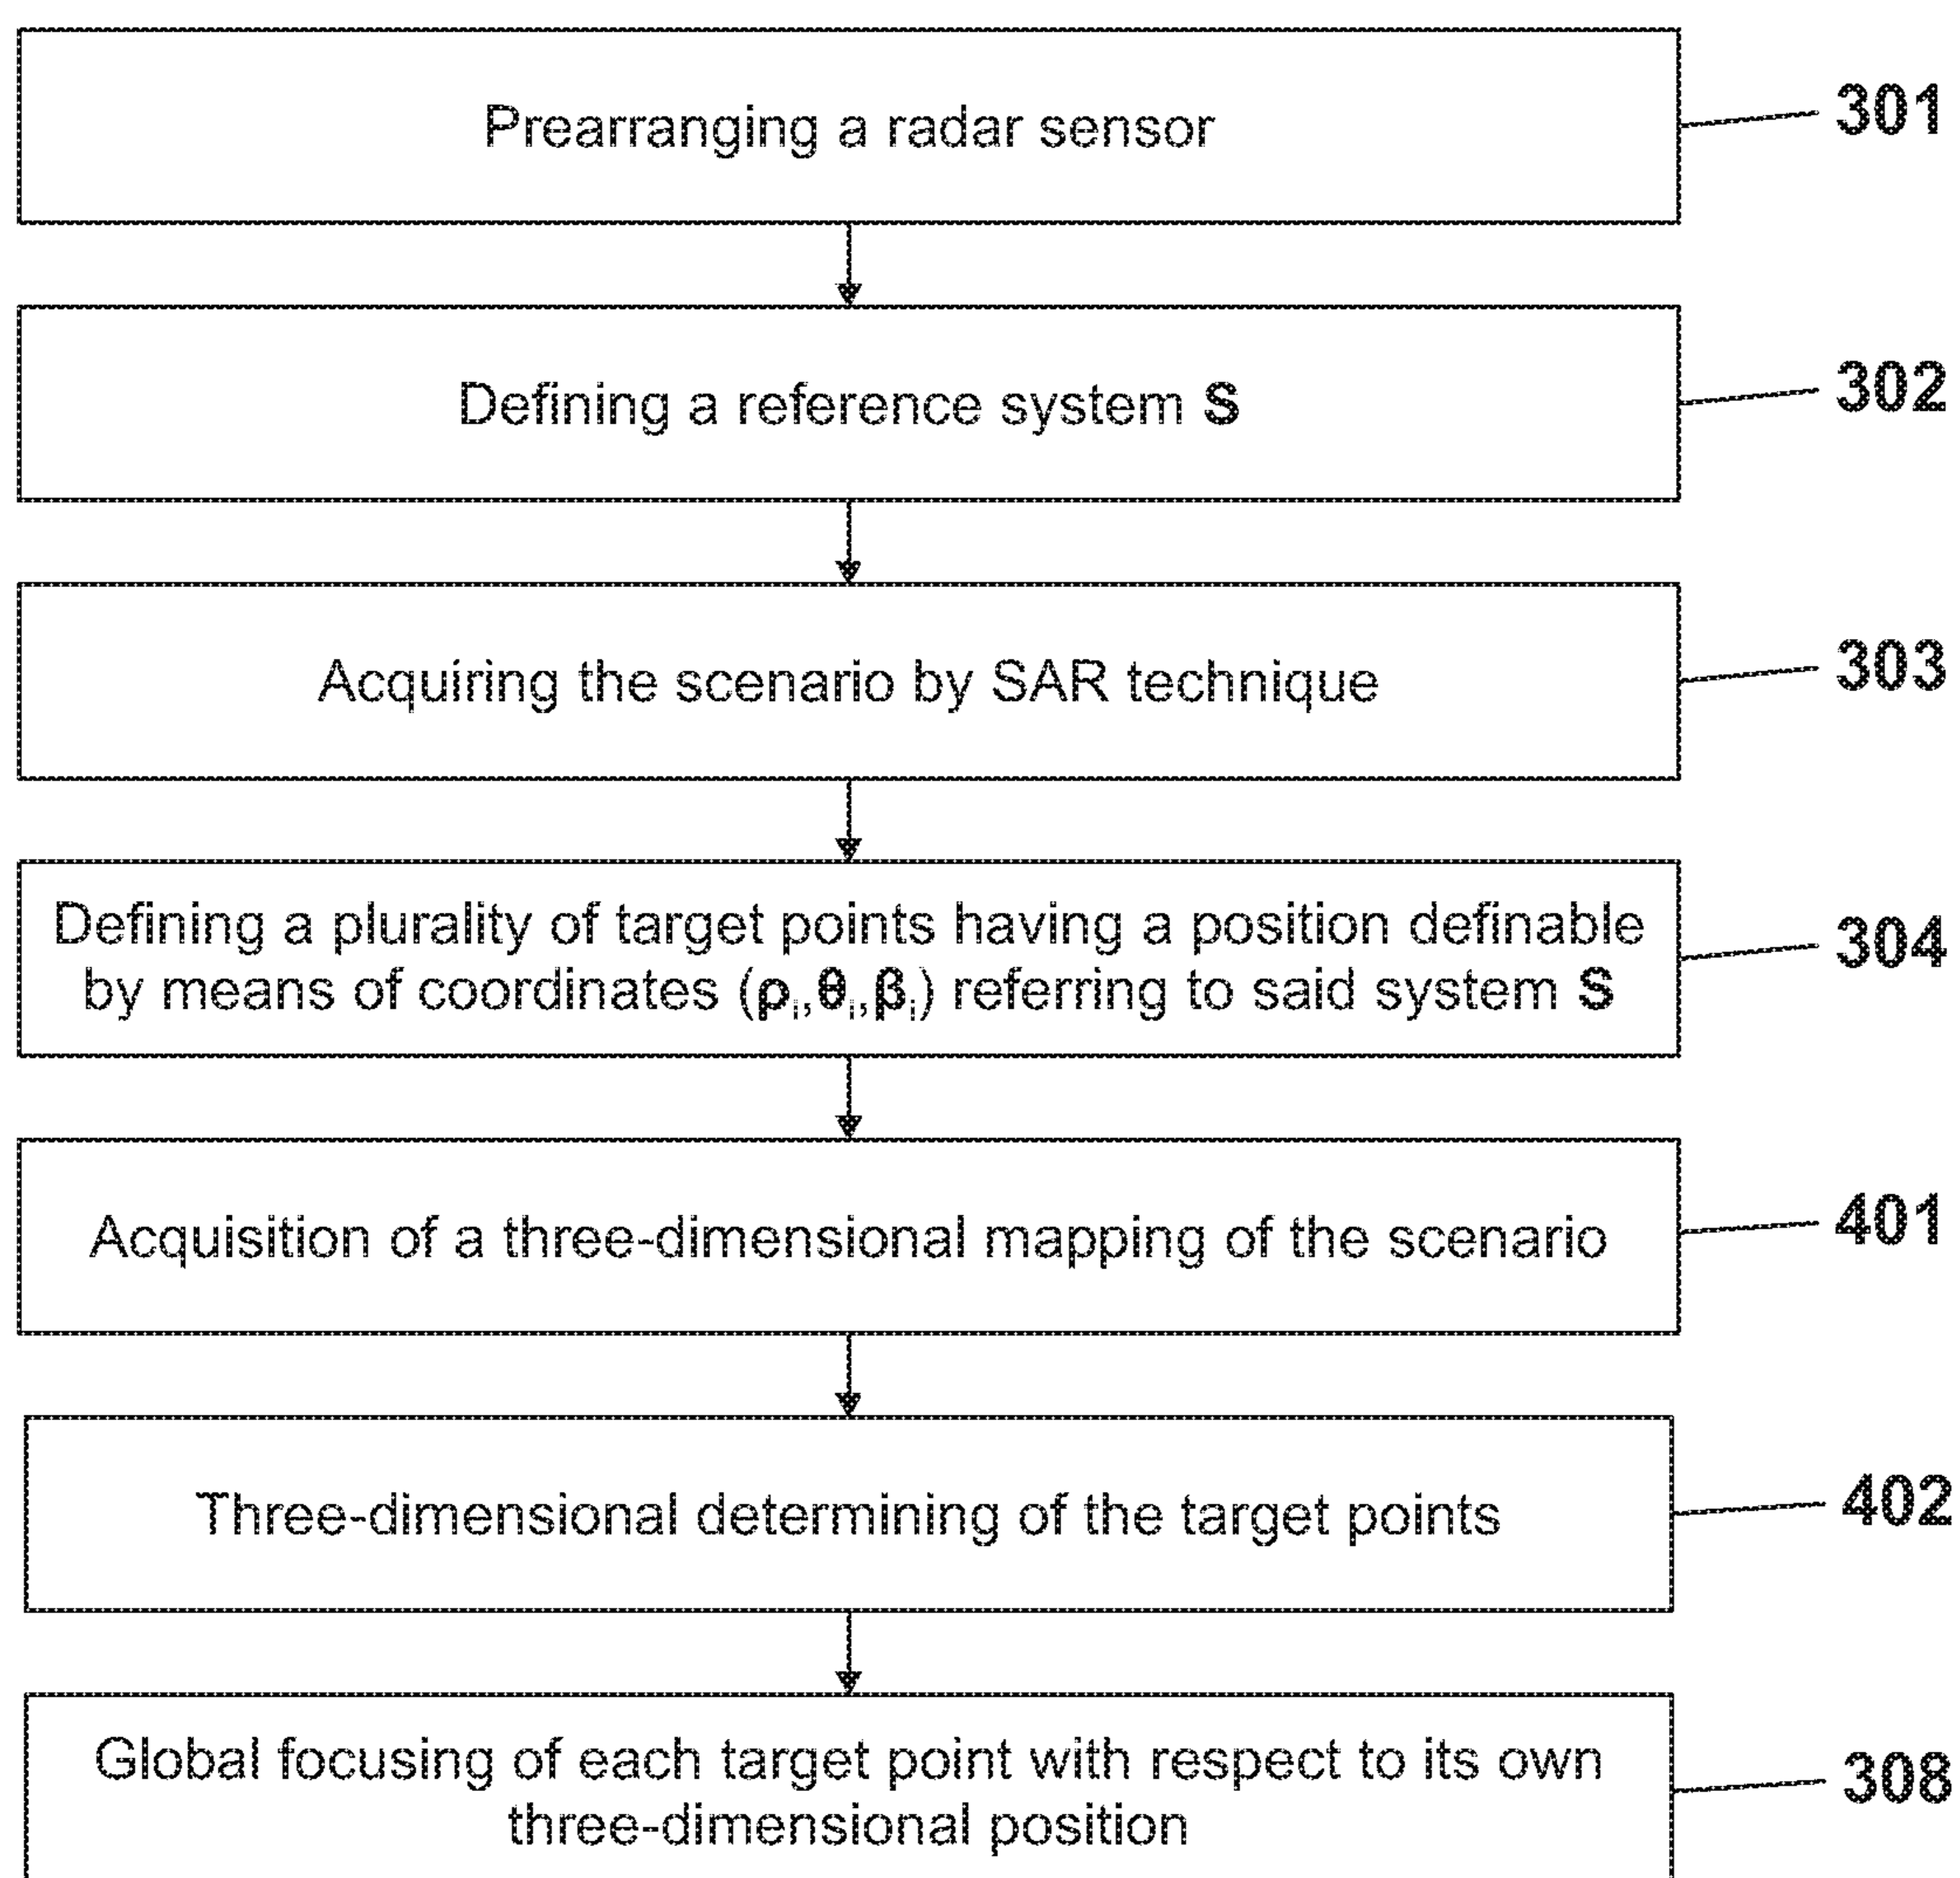 Prearranging a radar sensor
301
Defining a reference system S
302
Acquiring the scenario by SAR technique
303
Defining a plurality of target points having a position definable
by means of coordinates (ρᵢ,θᵢ,βᵢ) referring to said system S
304
Acquisition of a three-dimensional mapping of the scenario
401
Three-dimensional determining of the target points
402
Global focusing of each target point with respect to its own
three-dimensional position
308